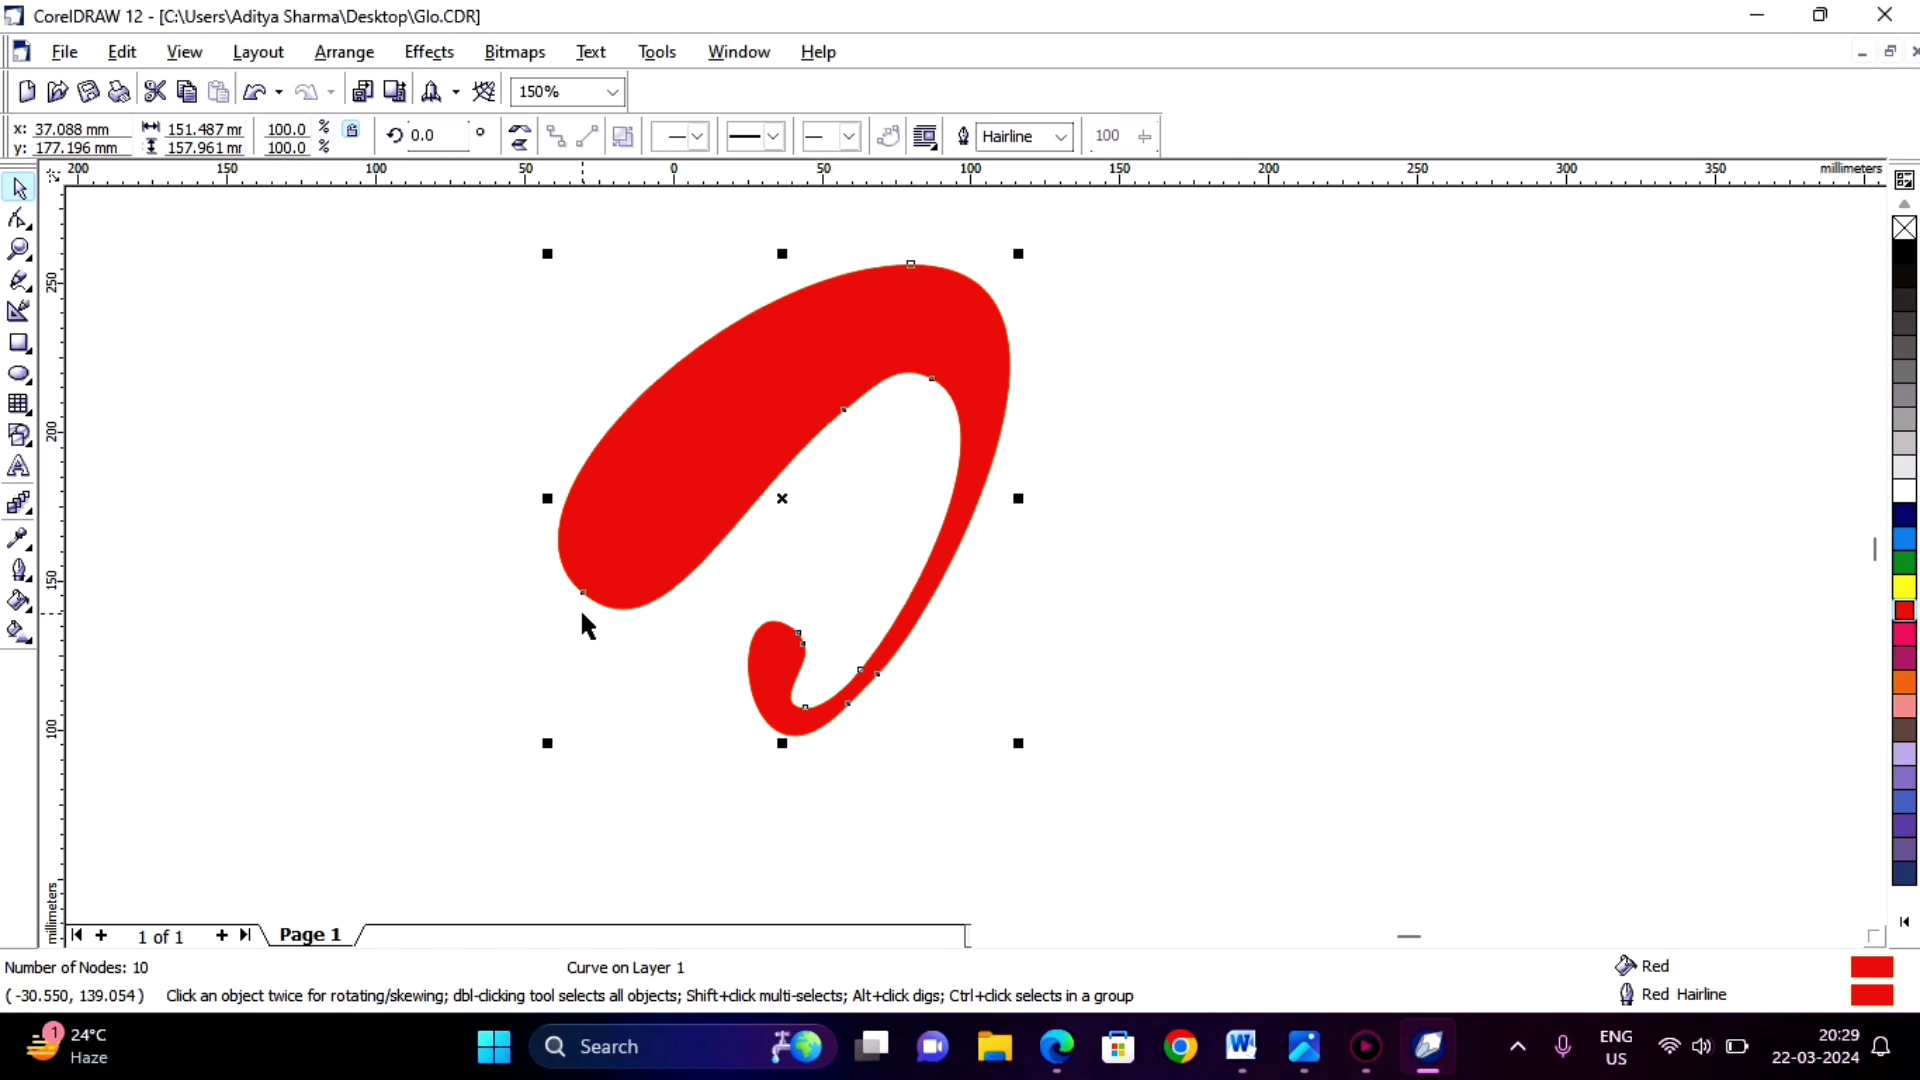 CorelDRAW 12 - [C:\Users\Aditya Sharma\Desktop\Glo.CDR]
File Edit View Layout Arrange Effects Bitmaps Text Tools Window Help
150%
x: 37.088 mm 151.487 mr 100.0 % 0.0 ° Hairline 100
y: 177.196 mm 157.961 mr 100.0 %
200 150 100 50 0 50 100 150 200 250 300 350 millimeters
250
200
150
100
millimeters
1 of 1 Page 1
Number of Nodes: 10 Curve on Layer 1 Red
( -30.550, 139.054 ) Click an object twice for rotating/skewing; dbl-clicking tool selects all objects; Shift+click multi-selects; Alt+click digs; Ctrl+click selects in a group Red Hairline
1 24°C
Haze
Search
ENG
US
20:29
22-03-2024